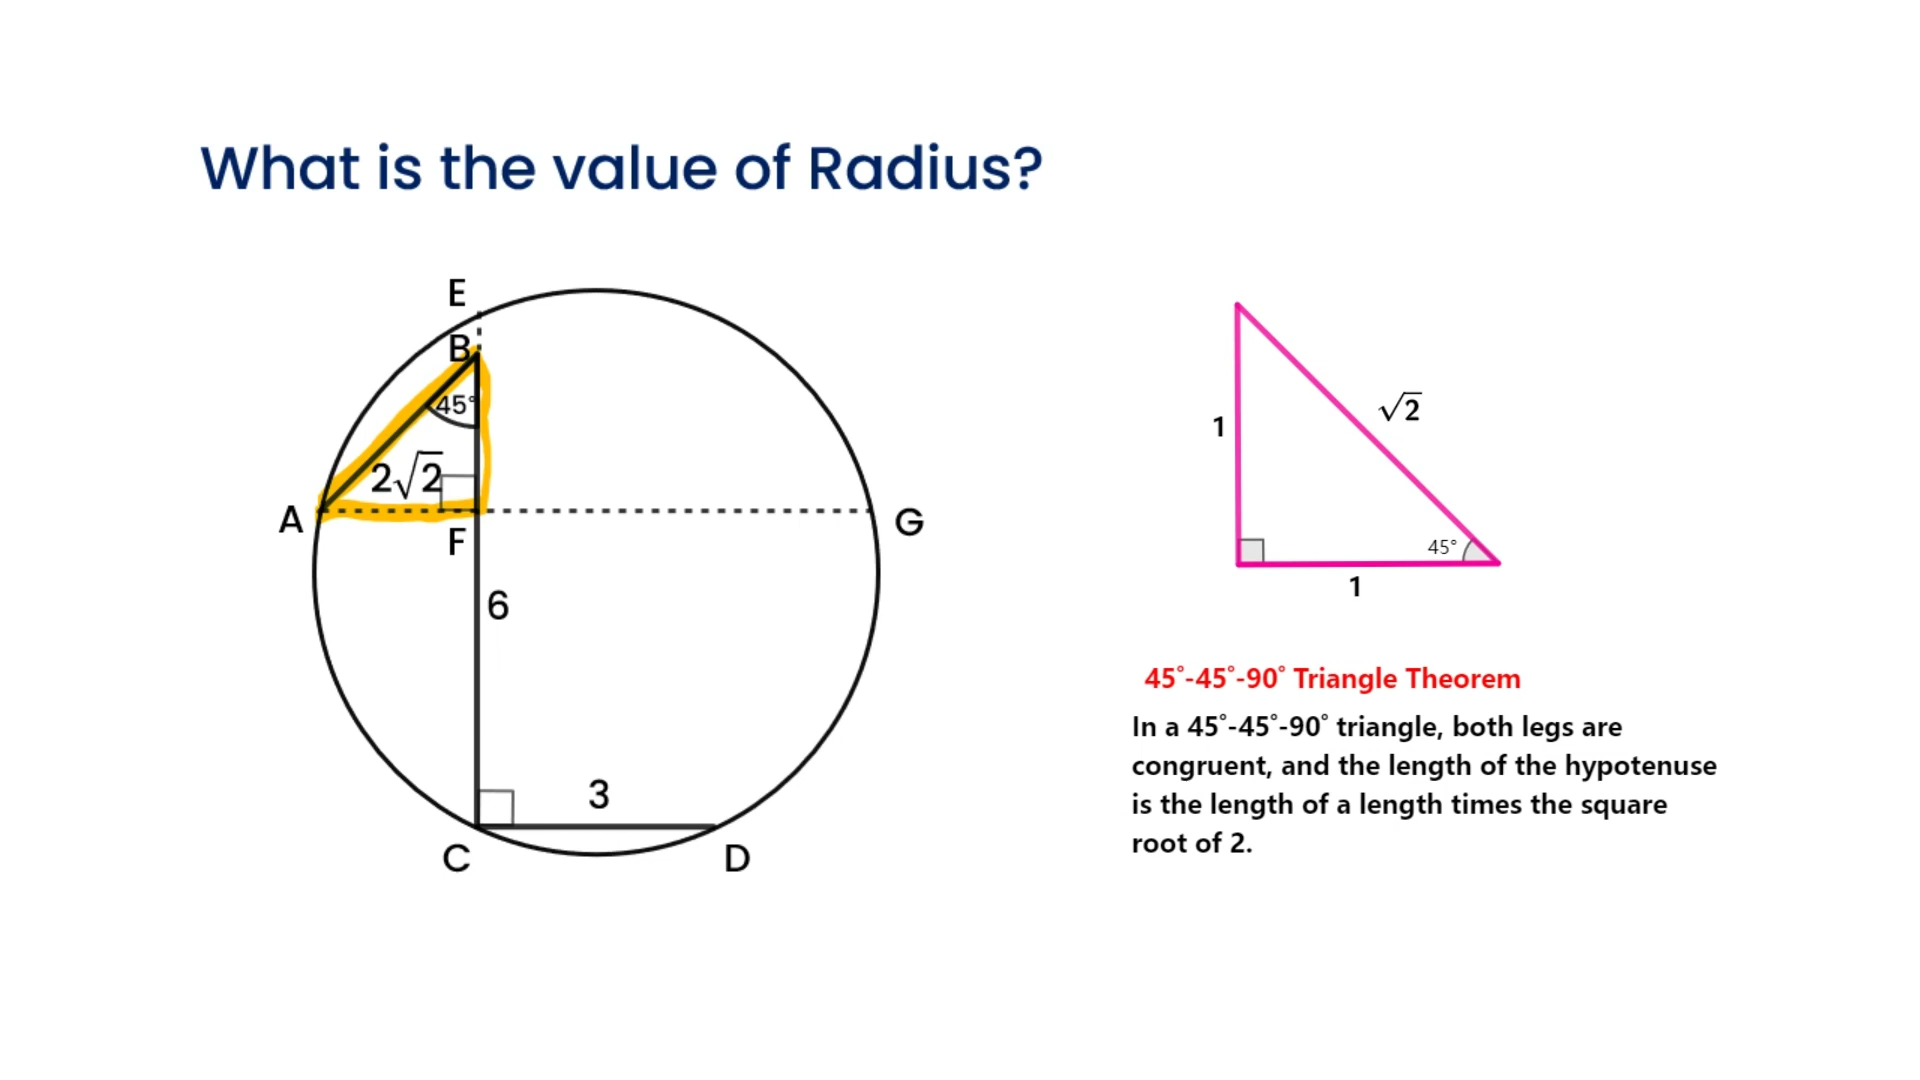 What is the value of Radius?
E
B
45°
2√2
A
F
G
6
3
C
D
1
√2
45°
1
45°-45°-90° Triangle Theorem
In a 45°-45°-90° triangle, both legs are
congruent, and the length of the hypotenuse
is the length of a length times the square
root of 2.